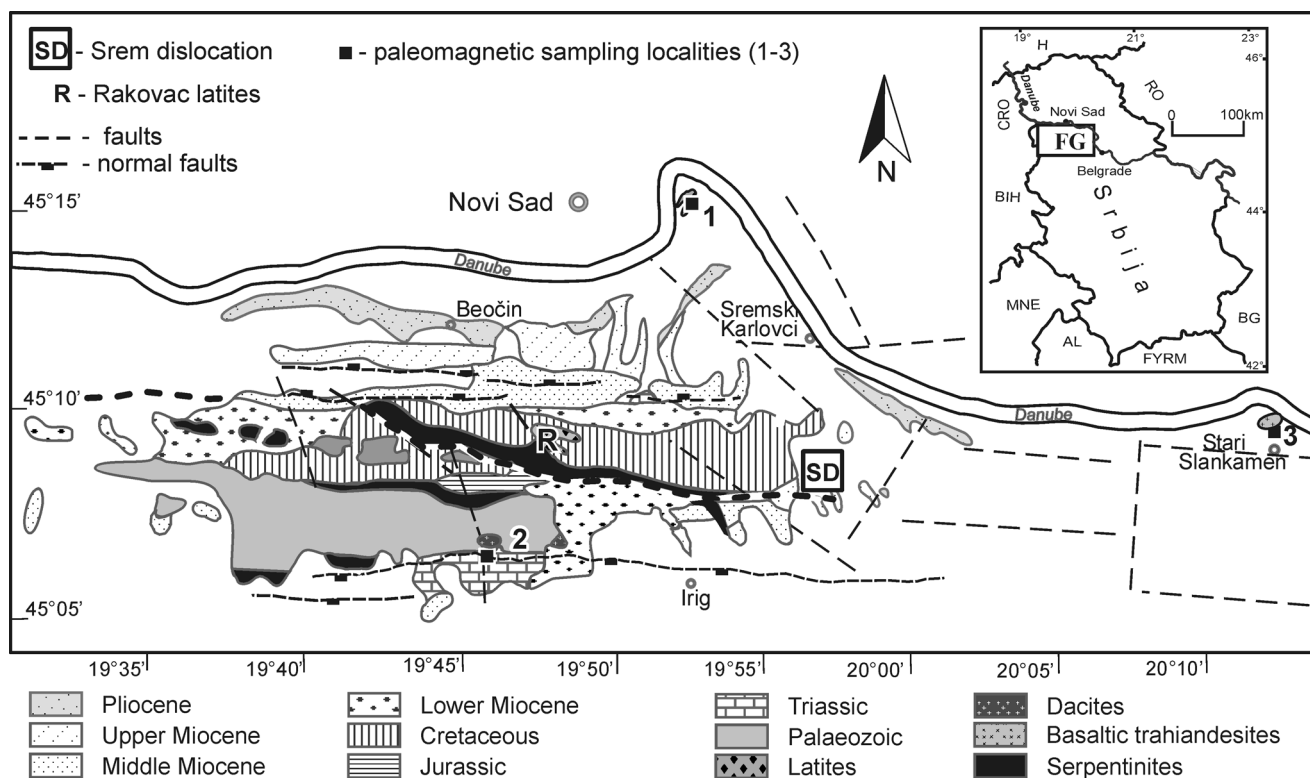 SD - Srem dislocation
■ - paleomagnetic sampling localities (1-3)
R - Rakovac latites
- faults
- normal faults
N
19° 21° 23°
H
46°
Danube
RO
CRO
Novi Sad
0 100km
FG
Belgrade
BIH
Srbija
44°
MNE
BG
AL
FYRM
42°
45°15'
Novi Sad
1
Danube
Beočin
Sremski
Karlovci
45°10'
Danube
R
SD
3
Stari
Slankamen
2
Irig
45°05'
19°35' 19°40' 19°45' 19°50' 19°55' 20°00' 20°05' 20°10'
Pliocene
Upper Miocene
Middle Miocene
Lower Miocene
Cretaceous
Jurassic
Triassic
Palaeozoic
Latites
Dacites
Basaltic trahiandesites
Serpentinites